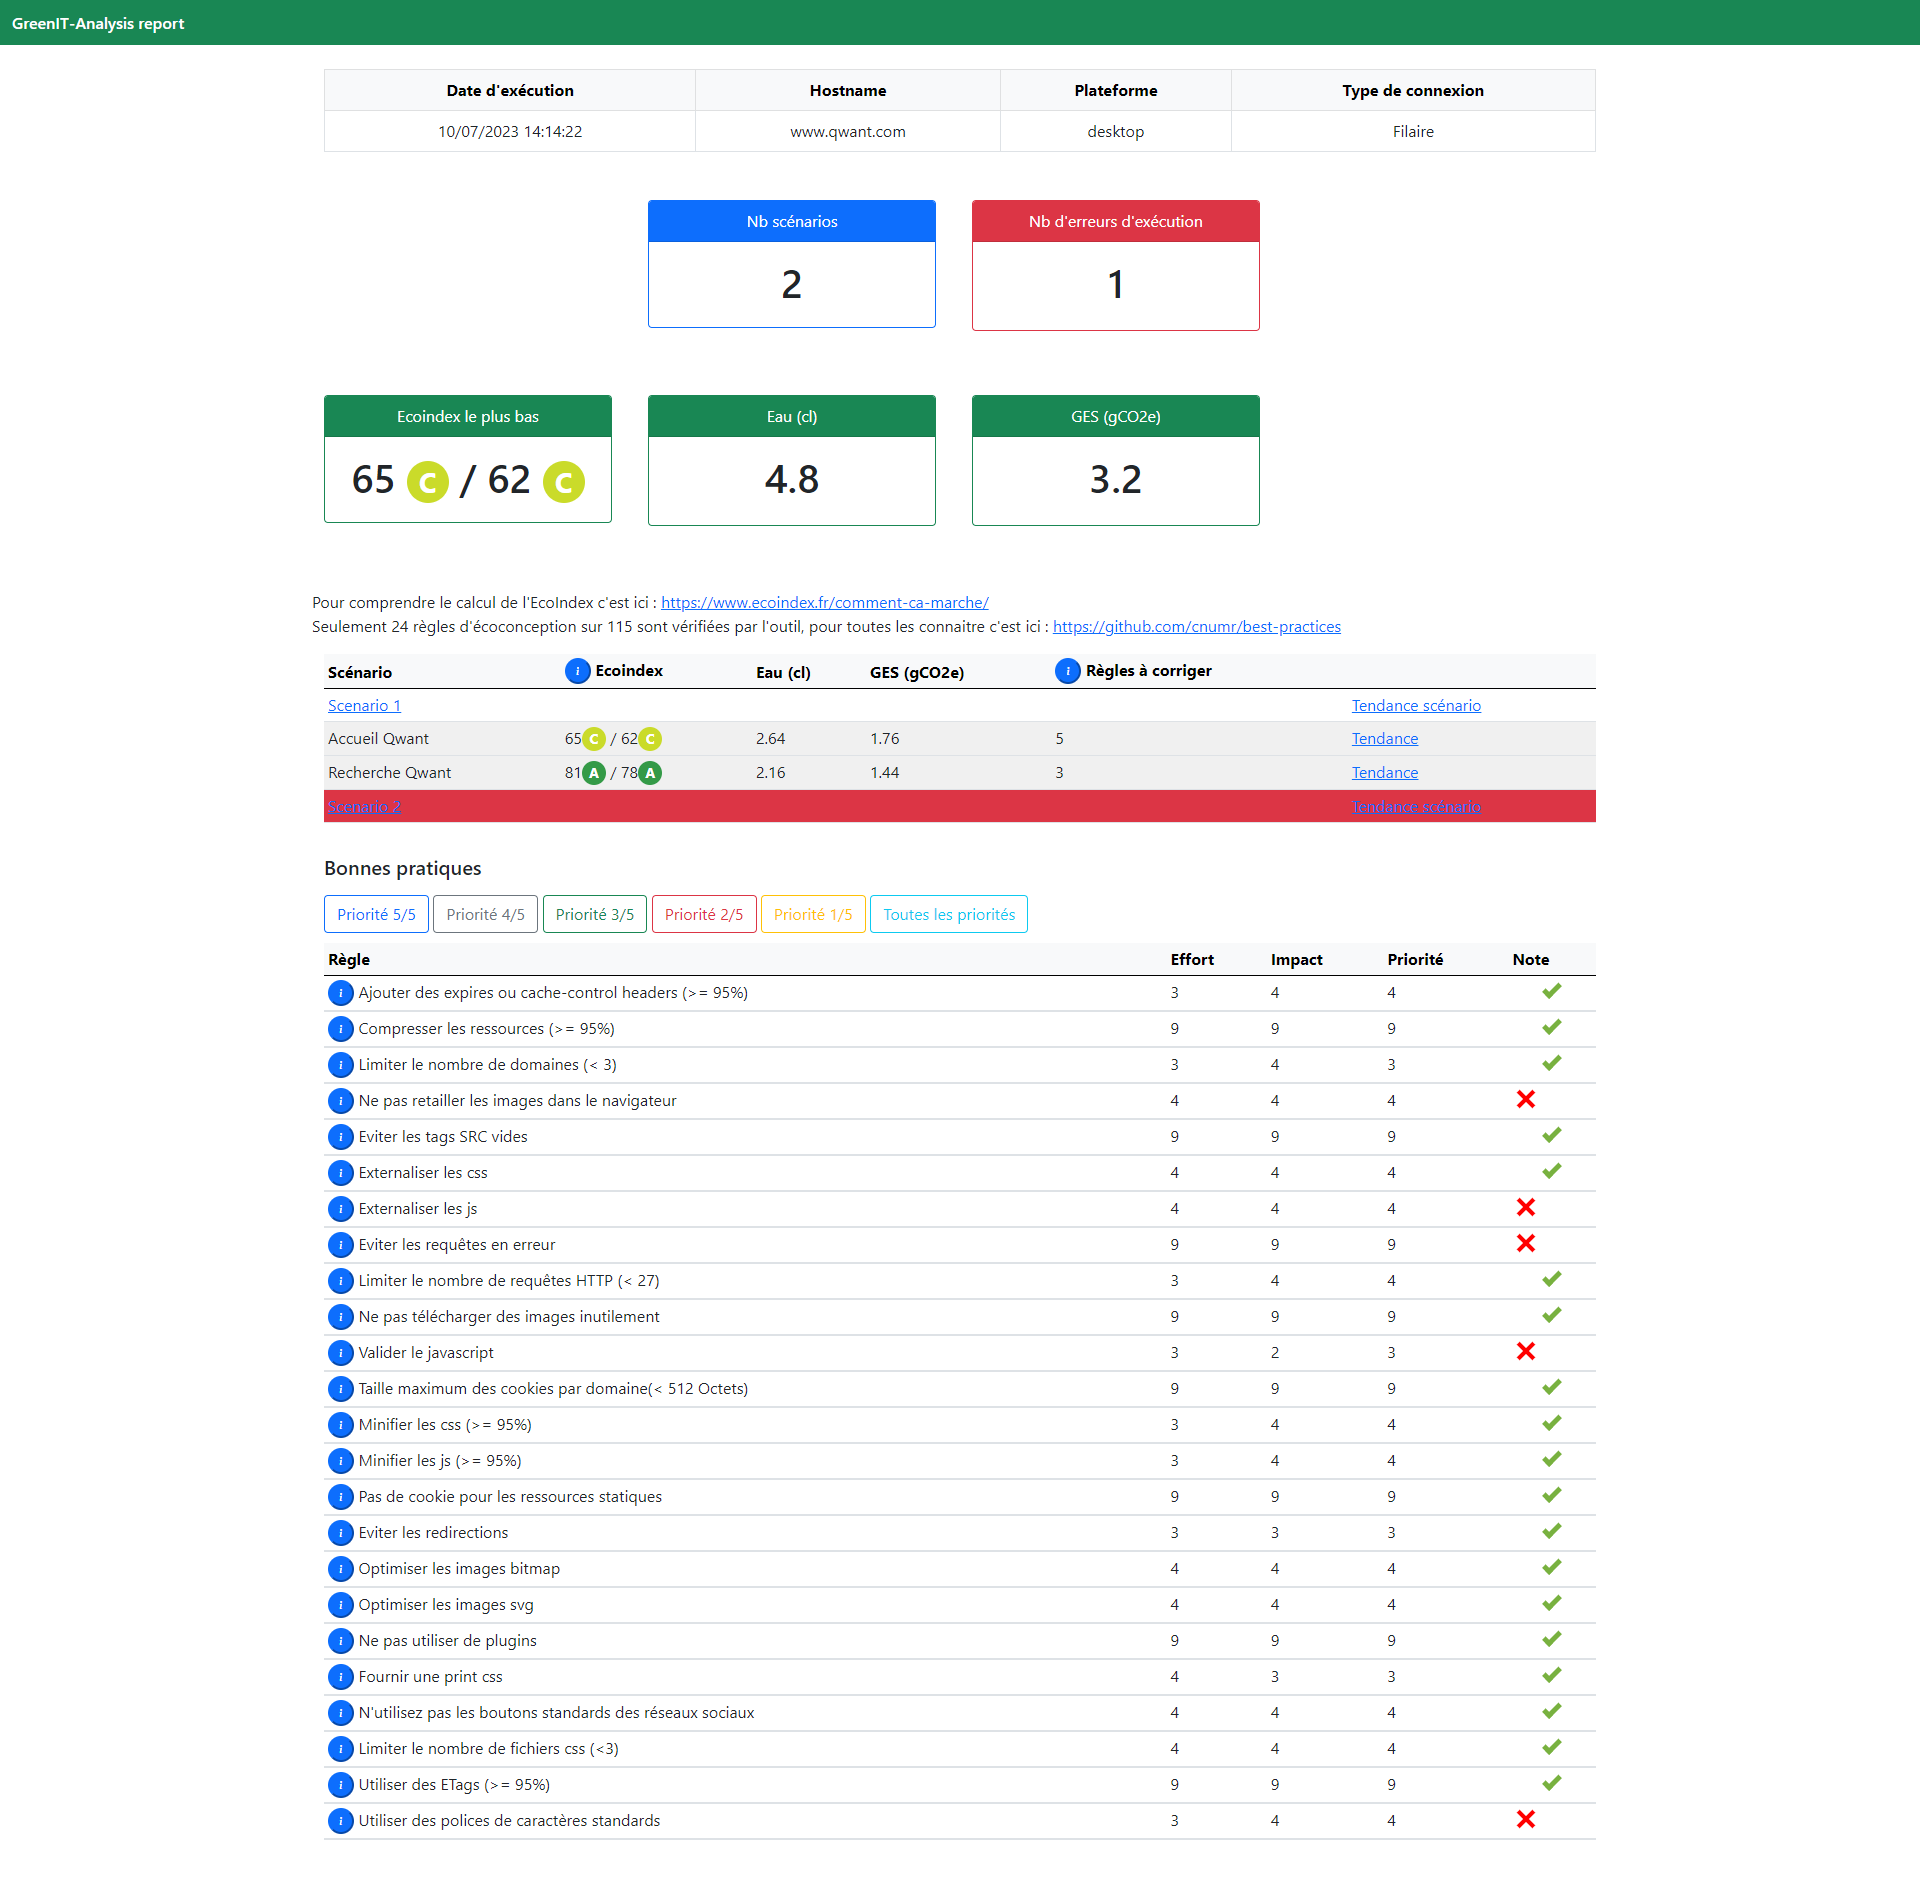 GreenIT-Analysis report
Date d'exécution Hostname Plateforme Type de connexion
10/07/2023 14:14:22 www.qwant.com desktop Filaire
Nb scénarios Nb d'erreurs d'exécution
2 1
Ecoindex le plus bas Eau (cl) GES (gCO2e)
65 C / 62 C 4.8 3.2
Pour comprendre le calcul de l'EcoIndex c'est ici : https://www.ecoindex.fr/comment-ca-marche/
Seulement 24 règles d'écoconception sur 115 sont vérifiées par l'outil, pour toutes les connaitre c'est ici : https://github.com/cnumr/best-practices
Scénario i Ecoindex Eau (cl) GES (gCO2e) i Règles à corriger
Scenario 1 Tendance scénario
Accueil Qwant 65 C / 62 C 2.64 1.76 5 Tendance
Recherche Qwant 81 A / 78 A 2.16 1.44 3 Tendance
Scenario 2 Tendance scénario
Bonnes pratiques
Priorité 5/5 Priorité 4/5 Priorité 3/5 Priorité 2/5 Priorité 1/5 Toutes les priorités
Règle Effort Impact Priorité Note
i Ajouter des expires ou cache-control headers (>= 95%) 3 4 4
i Compresser les ressources (>= 95%) 9 9 9
i Limiter le nombre de domaines (< 3) 3 4 3
i Ne pas retailler les images dans le navigateur 4 4 4
i Eviter les tags SRC vides 9 9 9
i Externaliser les css 4 4 4
i Externaliser les js 4 4 4
i Eviter les requêtes en erreur 9 9 9
i Limiter le nombre de requêtes HTTP (< 27) 3 4 4
i Ne pas télécharger des images inutilement 9 9 9
i Valider le javascript 3 2 3
i Taille maximum des cookies par domaine(< 512 Octets) 9 9 9
i Minifier les css (>= 95%) 3 4 4
i Minifier les js (>= 95%) 3 4 4
i Pas de cookie pour les ressources statiques 9 9 9
i Eviter les redirections 3 3 3
i Optimiser les images bitmap 4 4 4
i Optimiser les images svg 4 4 4
i Ne pas utiliser de plugins 9 9 9
i Fournir une print css 4 3 3
i N'utilisez pas les boutons standards des réseaux sociaux 4 4 4
i Limiter le nombre de fichiers css (<3) 4 4 4
i Utiliser des ETags (>= 95%) 9 9 9
i Utiliser des polices de caractères standards 3 4 4